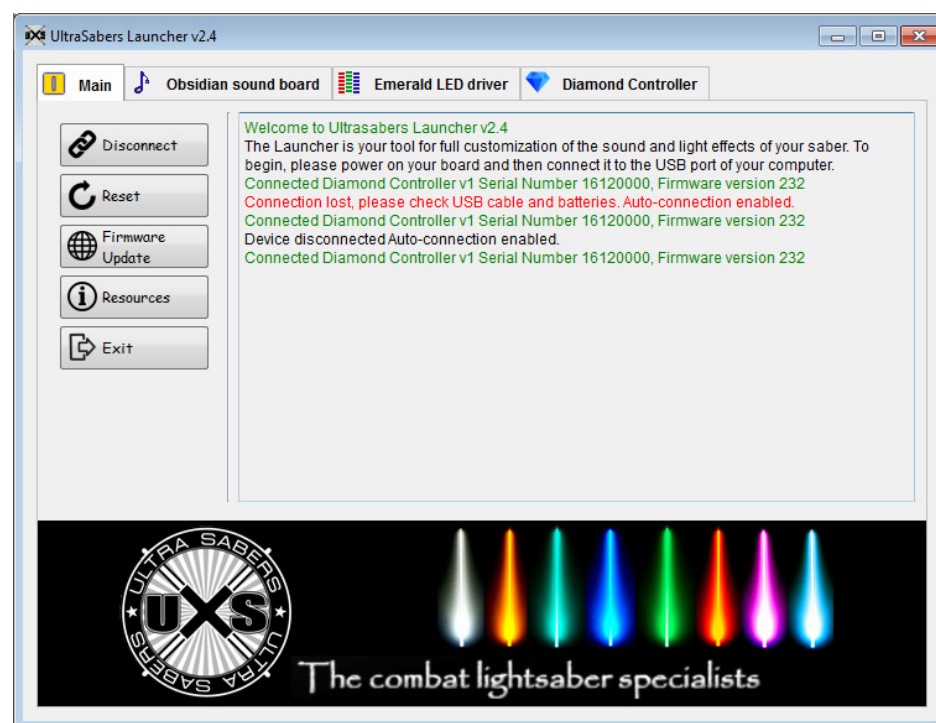 UltraSabers Launcher v2.4
Main
Obsidian sound board
Emerald LED driver
Diamond Controller
Disconnect
Reset
Firmware
Update
Resources
Exit
Welcome to Ultrasabers Launcher v2.4
The Launcher is your tool for full customization of the sound and light effects of your saber. To
begin, please power on your board and then connect it to the USB port of your computer.
Connected Diamond Controller v1 Serial Number 16120000, Firmware version 232
Connection lost, please check USB cable and batteries. Auto-connection enabled.
Connected Diamond Controller v1 Serial Number 16120000, Firmware version 232
Device disconnected Auto-connection enabled.
Connected Diamond Controller v1 Serial Number 16120000, Firmware version 232
ULTRA SABERS
UXS
ULTRA SABERS
The combat lightsaber specialists